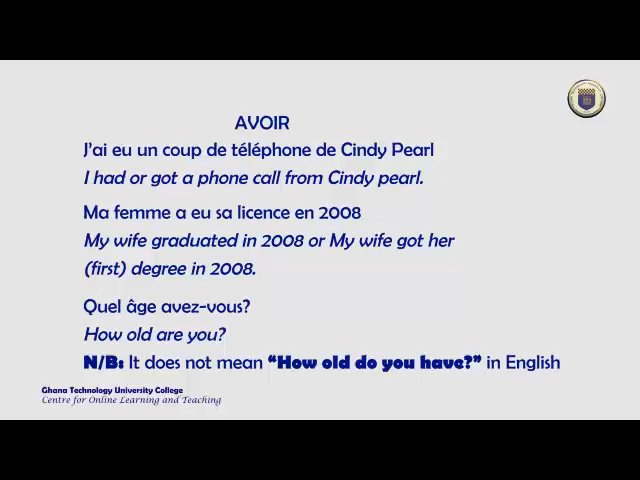 AVOIR
J'ai eu un coup de téléphone de Cindy Pearl
I had or got a phone call from Cindy pearl.
Ma femme a eu sa licence en 2008
My wife graduated in 2008 or My wife got her
(first) degree in 2008.
Quel âge avez-vous?
How old are you?
N/B: It does not mean “How old do you have?” in English
Ghana Technology University College
Centre for Online Learning and Teaching